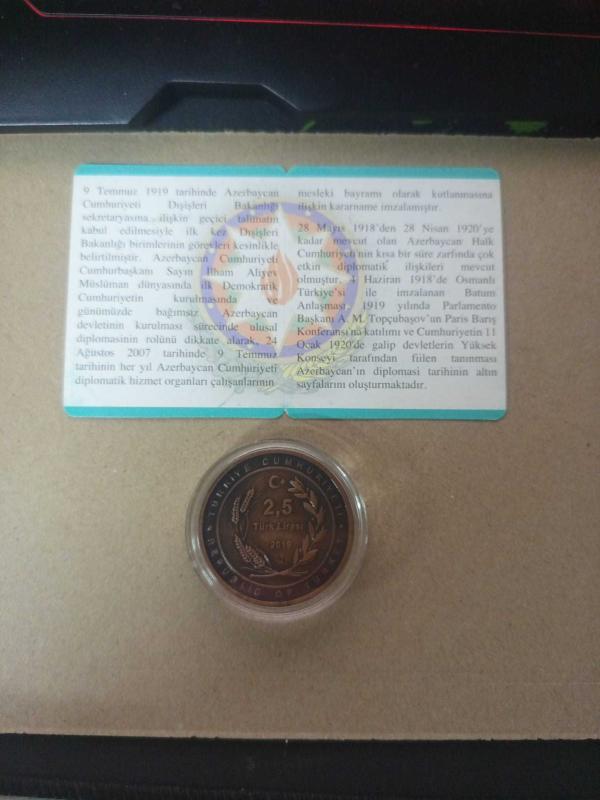 9 Temmuz 1919 tarihinde Azerbaycan
Cumhuriyeti Dışişleri Bakanlığı
sekretaryasına ilişkin geçici talimatın
kabul edilmesiyle ilk kez Dışişleri
Bakanlığı birimlerinin görevleri kesinlikle
belirtilmiştir. Azerbaycan Cumhuriyeti
Cumhurbaşkanı Sayın İlham Aliyev
Müslüman dünyasında ilk Demokratik
Cumhuriyetin kurulmasında ve
günümüzde bağımsız Azerbaycan
devletinin kurulması sürecinde ulusal
diplomasinin rolünü dikkate alarak, 24
Ağustos 2007 tarihinde 9 Temmuz
tarihinin her yıl Azerbaycan Cumhuriyeti
diplomatik hizmet organları çalışanlarının
mesleki bayramı olarak kutlanmasına
ilişkin kararname imzalamıştır.
28 Mayıs 1918'den 28 Nisan 1920'ye
kadar mevcut olan Azerbaycan Halk
Cumhuriyeti'nin kısa bir süre zarfında çok
etkin diplomatik ilişkileri mevcut
olmuştur. 4 Haziran 1918'de Osmanlı
Türkiye'si ile imzalanan Batum
Anlaşması, 1919 yılında Parlamento
Başkanı A. M. Topçubaşov'un Paris Barış
Konferansı'na katılımı ve Cumhuriyetin 11
Ocak 1920'de galip devletlerin Yüksek
Konseyi tarafından fiilen tanınması
Azerbaycan'ın diplomasi tarihinin altın
sayfalarını oluşturmaktadır.
TÜRKİYE CUMHURİYETİ
2,5
Türk Lirası
2019
REPUBLIC OF TURKEY